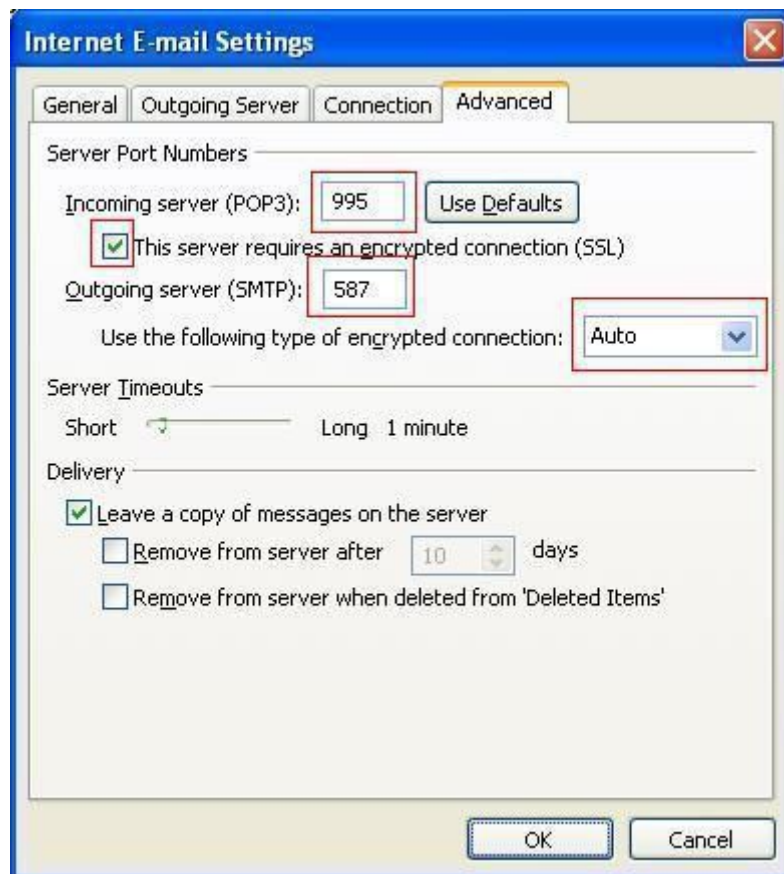 Internet E-mail Settings
General Outgoing Server Connection Advanced
Server Port Numbers
Incoming server (POP3): 995 Use Defaults
This server requires an encrypted connection (SSL)
Outgoing server (SMTP): 587
Use the following type of encrypted connection: Auto
Server Timeouts
Short Long 1 minute
Delivery
Leave a copy of messages on the server
Remove from server after 10 days
Remove from server when deleted from 'Deleted Items'
OK Cancel